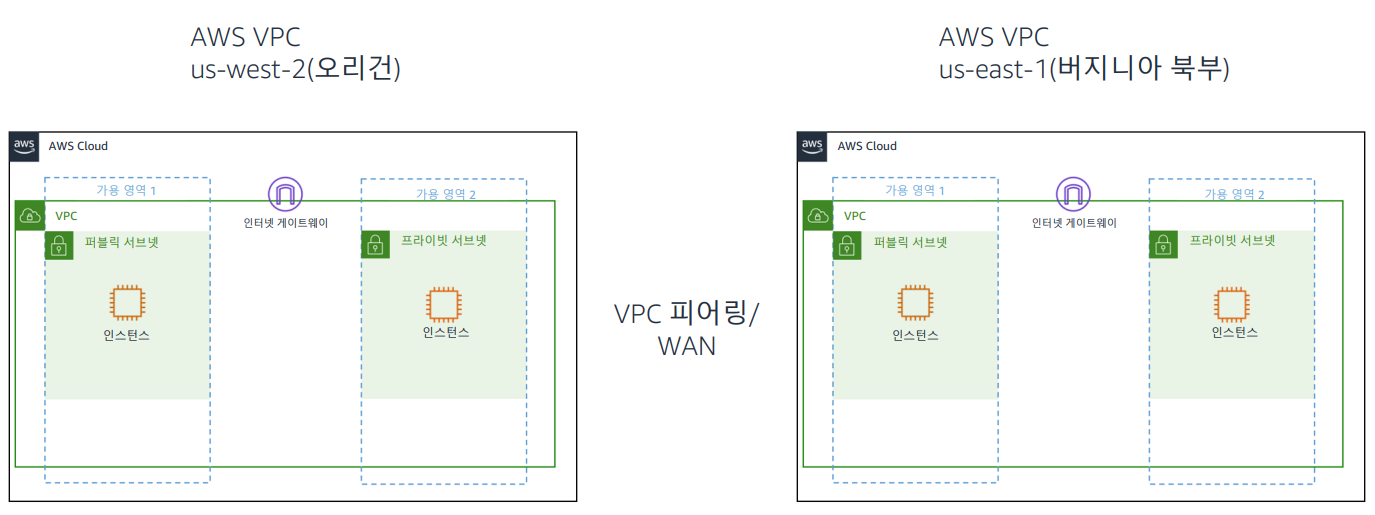 AWS VPC
us-west-2(오리건)
AWS VPC
us-east-1(버지니아 북부)
aws
AWS Cloud
가용 영역 1
인터넷 게이트웨이
가용 영역 2
VPC
퍼블릭 서브넷
프라이빗 서브넷
인스턴스
인스턴스
VPC 피어링/
WAN
aws
AWS Cloud
가용 영역 1
인터넷 게이트웨이
가용 영역 2
VPC
퍼블릭 서브넷
프라이빗 서브넷
인스턴스
인스턴스